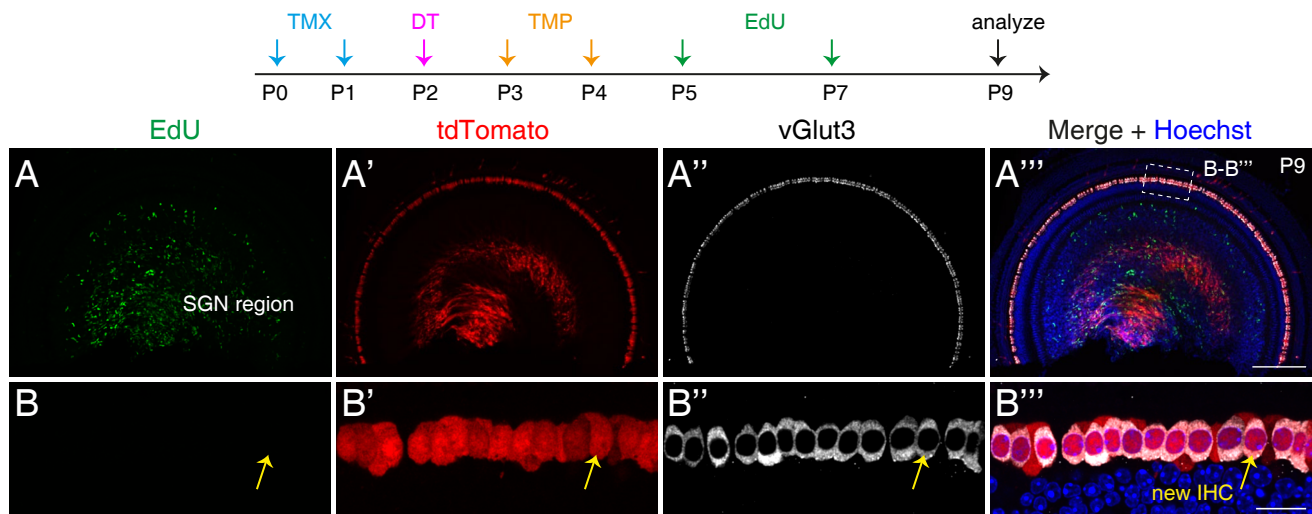 TMX DT TMP EdU analyze
P0 P1 P2 P3 P4 P5 P7 P9
EdU tdTomato vGlut3 Merge + Hoechst
A A' A'' A''' B-B''' P9
SGN region
B B' B'' B'''
new IHC